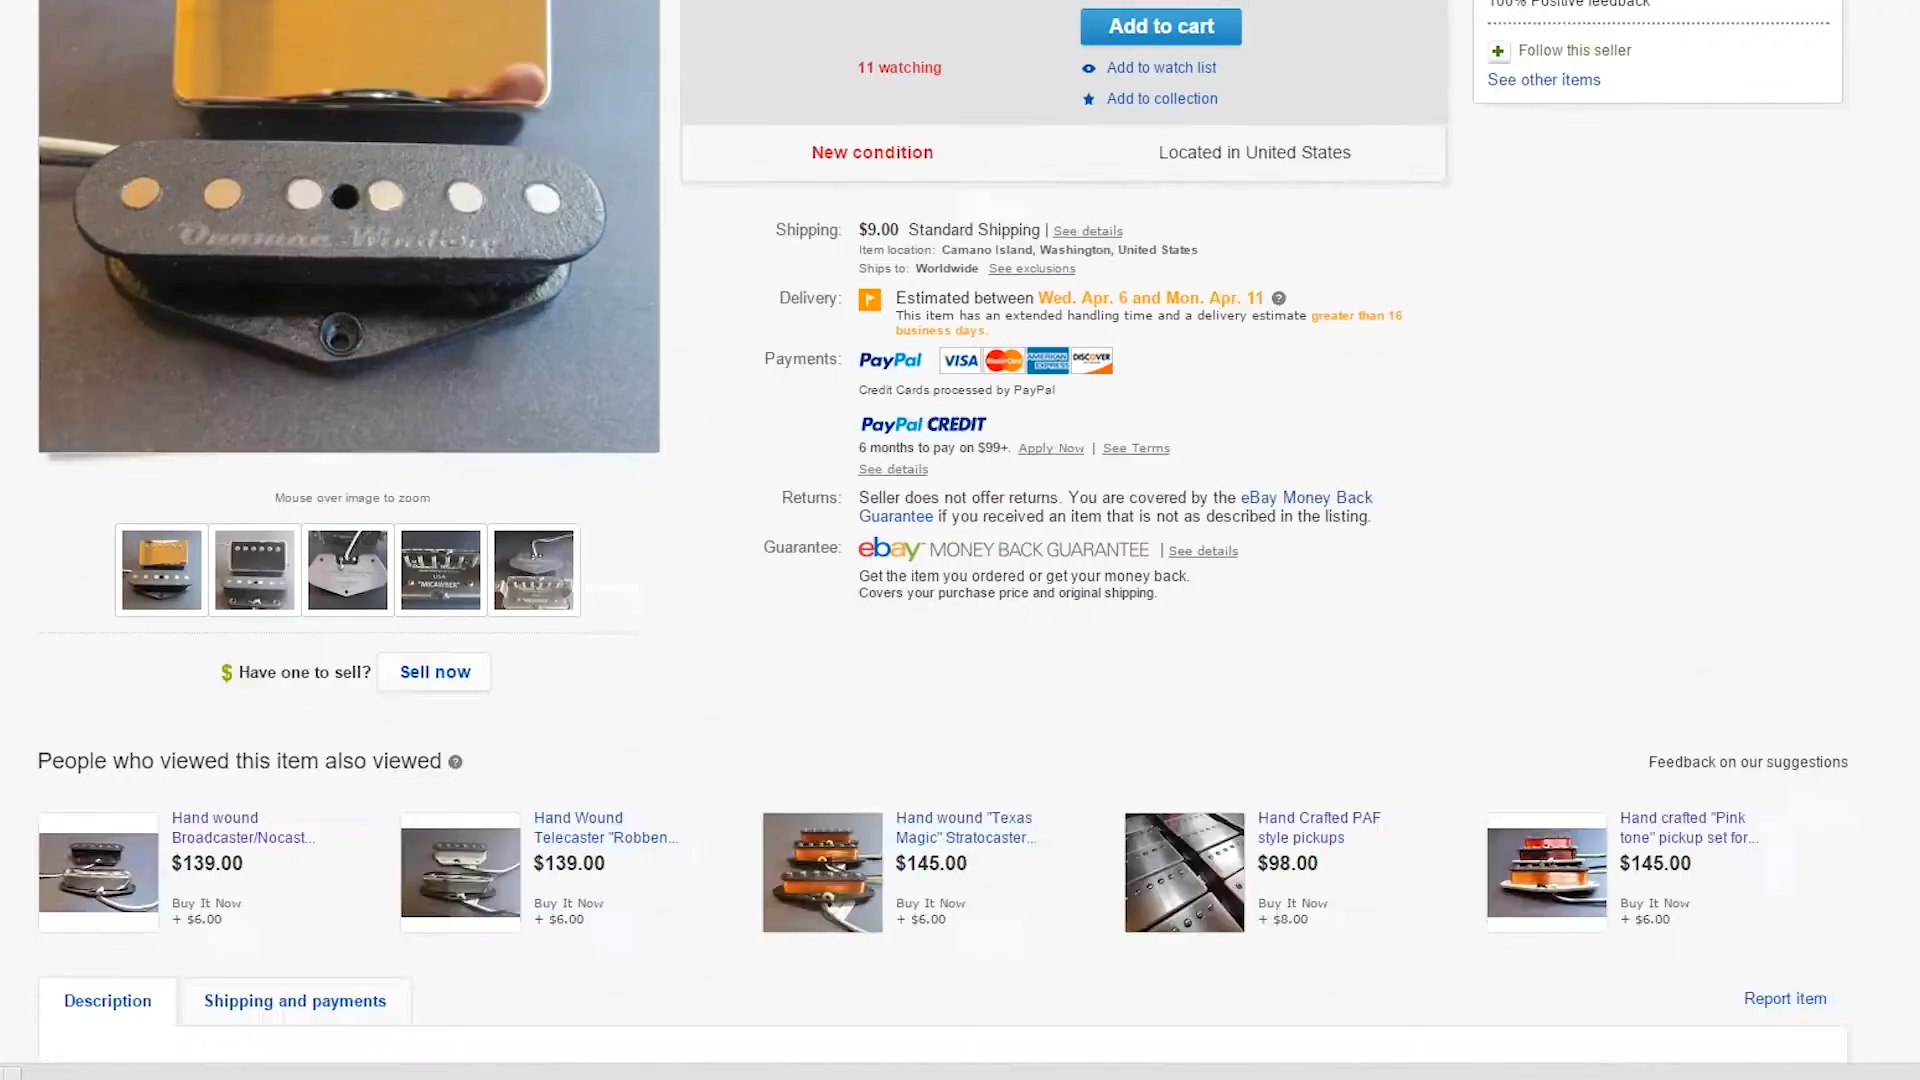 100% Positive feedback
Add to cart
Follow this seller
11 watching
Add to watch list
See other items
Add to collection
New condition
Located in United States
Shipping:
$9.00 Standard Shipping | See details
Item location: Camano Island, Washington, United States
Ships to: Worldwide See exclusions
Delivery:
Estimated between Wed. Apr. 6 and Mon. Apr. 11
This item has an extended handling time and a delivery estimate greater than 16
business days.
Payments:
PayPal VISA MasterCard AMERICAN EXPRESS DISCOVER
Credit Cards processed by PayPal
PayPal CREDIT
6 months to pay on $99+. Apply Now | See Terms
See details
Returns:
Seller does not offer returns. You are covered by the eBay Money Back
Guarantee if you received an item that is not as described in the listing.
Guarantee:
ebay MONEY BACK GUARANTEE | See details
Get the item you ordered or get your money back.
Covers your purchase price and original shipping.
Mouse over image to zoom
USA
"MICAWBER"
$ Have one to sell? Sell now
People who viewed this item also viewed
Feedback on our suggestions
Hand wound
Broadcaster/Nocast...
$139.00
Buy It Now
+ $6.00
Hand Wound
Telecaster "Robben...
$139.00
Buy It Now
+ $6.00
Hand wound "Texas
Magic" Stratocaster...
$145.00
Buy It Now
+ $6.00
Hand Crafted PAF
style pickups
$98.00
Buy It Now
+ $8.00
Hand crafted "Pink
tone" pickup set for...
$145.00
Buy It Now
+ $6.00
Description
Shipping and payments
Report item